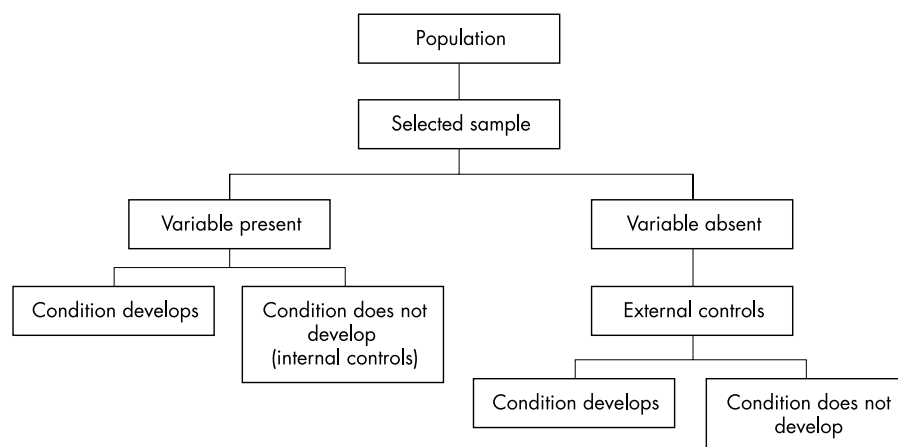 Population
Selected sample
Variable present
Variable absent
Condition develops
Condition does not
develop
(internal controls)
External controls
Condition develops
Condition does not
develop